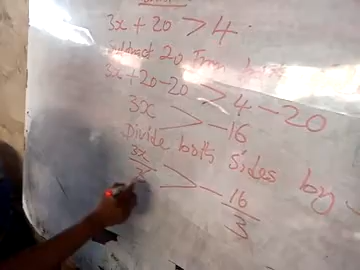 3x + 20 > 4
Subtract 20 from
3x + 20 - 20 > 4 - 20
3x > -16
Divide both sides by
3x/3 > -16/3